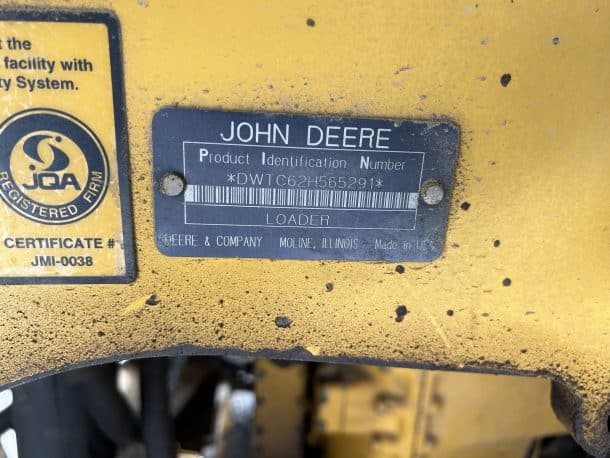 t the
facility with
ty System.
JQA
REGISTERED FIRM
CERTIFICATE #
JMI-0038
JOHN DEERE
Product Identification Number
*DWTC62H565291*
LOADER
DEERE & COMPANY MOLINE, ILLINOIS Made in U.S.